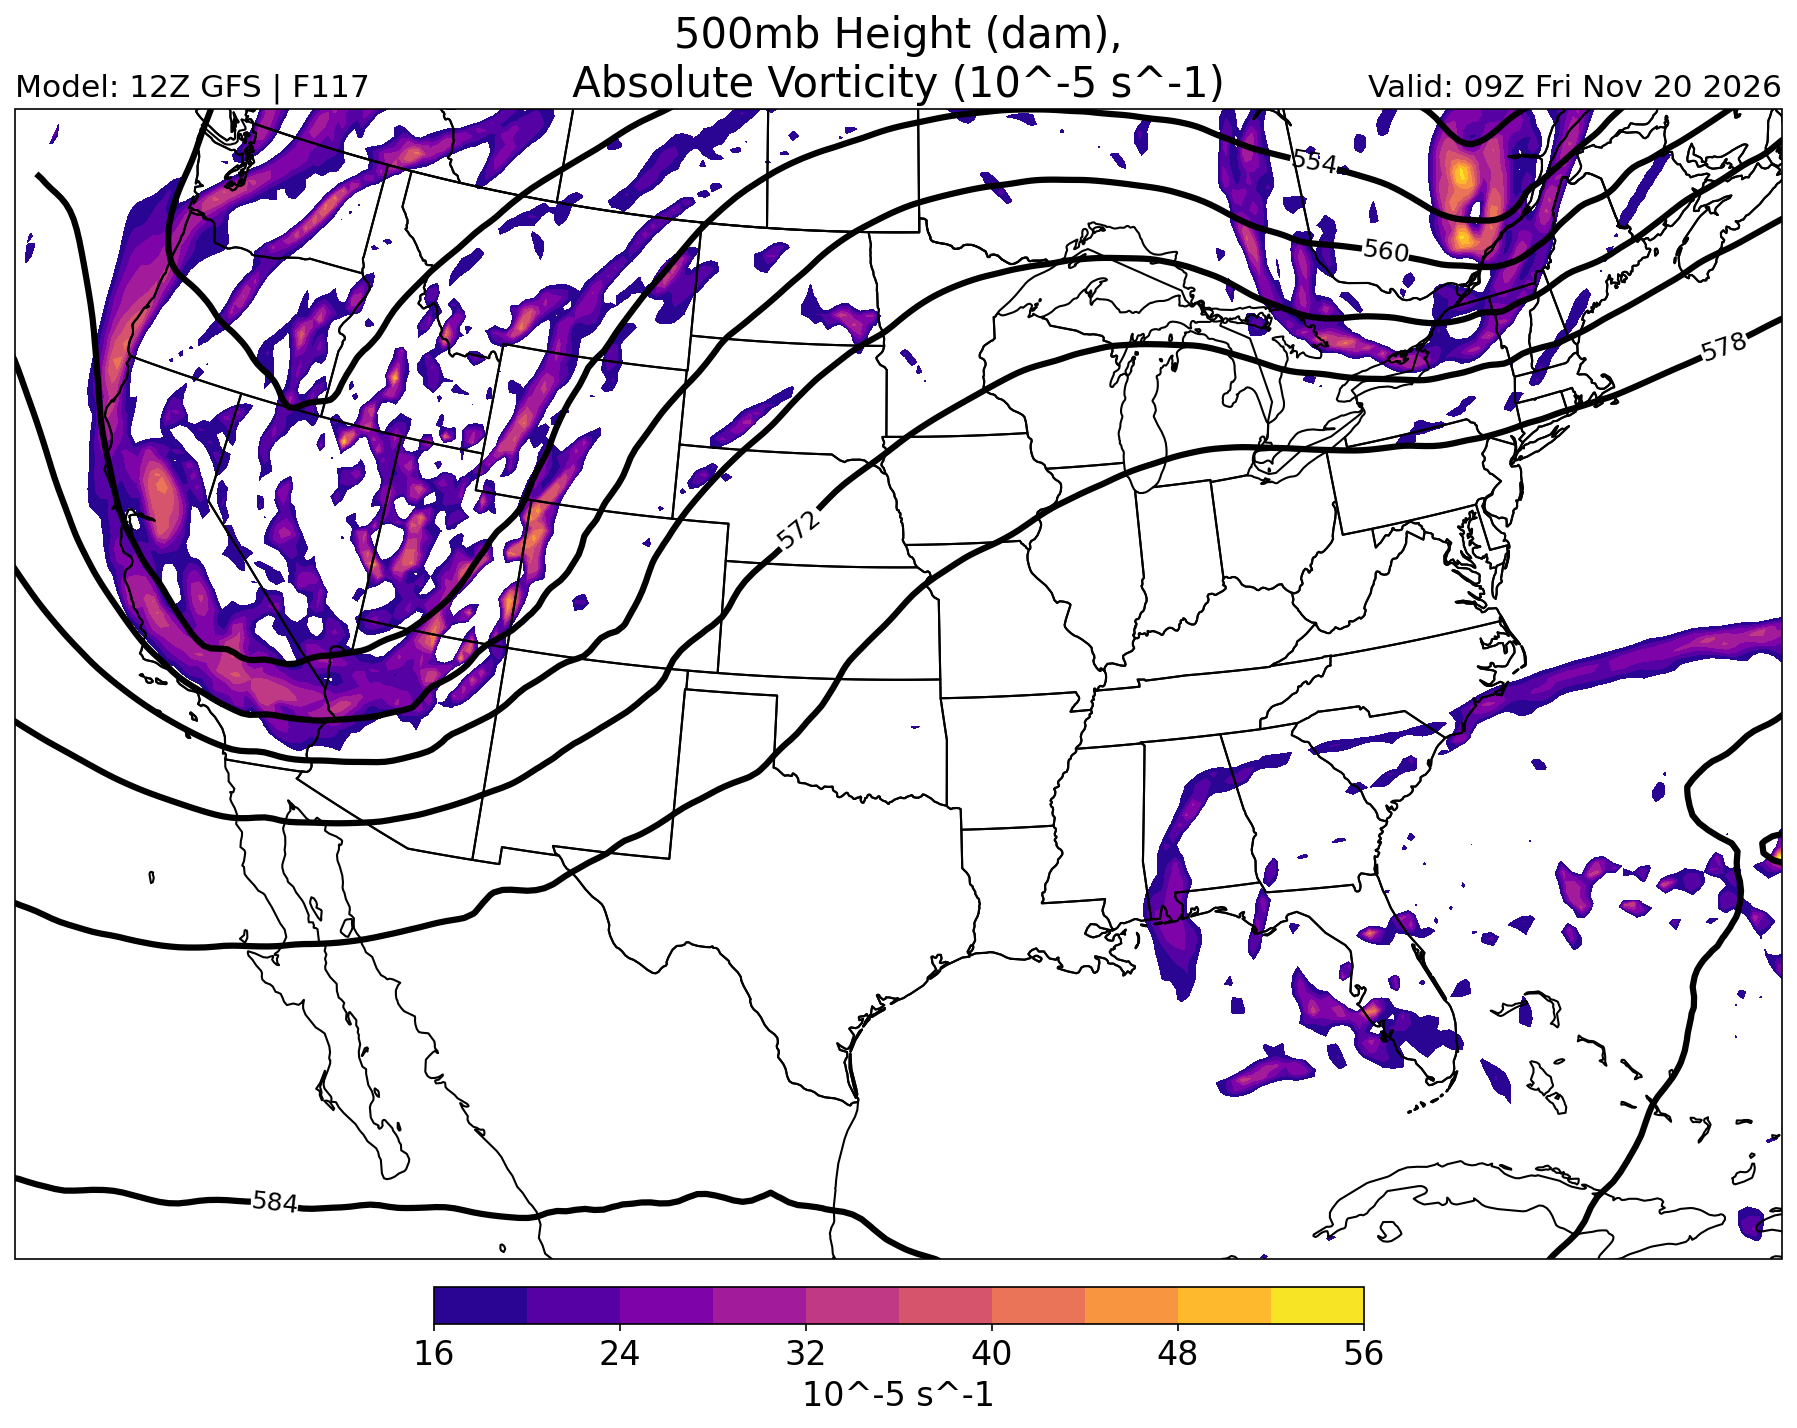 500mb Height (dam),
Model: 12Z GFS | F117
Absolute Vorticity (10^-5 s^-1)
Valid: 09Z Fri Nov 20 2026
554
560
578
572
584
16
24
32
40
48
56
10^-5 s^-1